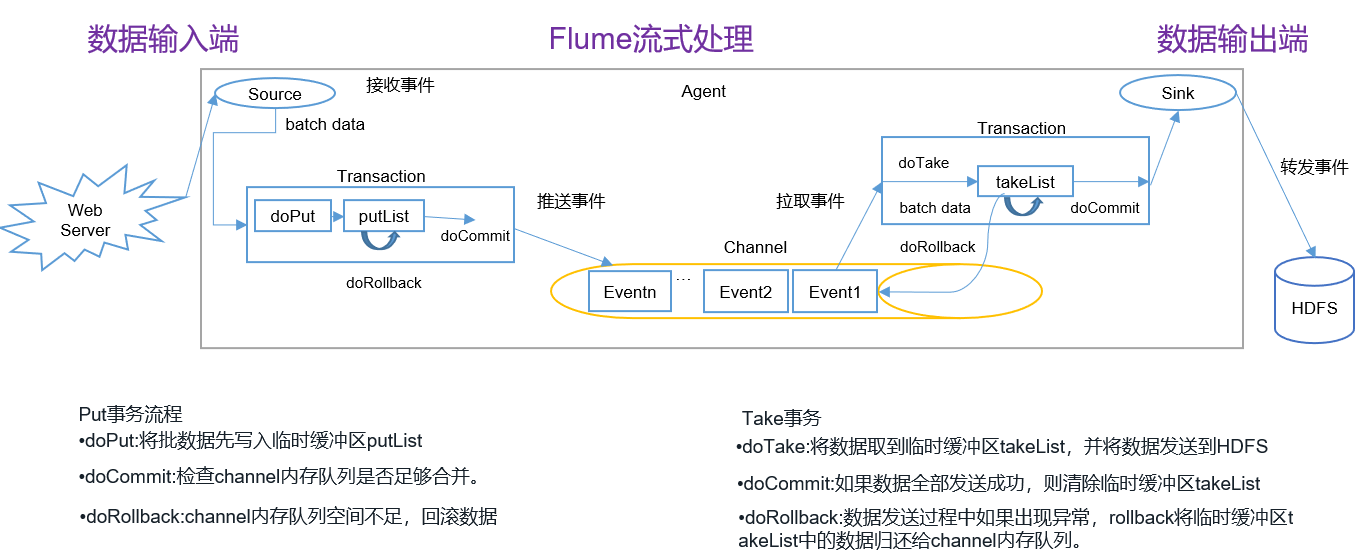 数据输入端
Flume流式处理
数据输出端
Source
接收事件
Agent
Sink
batch data
Transaction
doTake
takeList
转发事件
Web
Server
Transaction
推送事件
拉取事件
batch data
doCommit
doPut
putList
doCommit
Channel
doRollback
doRollback
Eventn
...
Event2
Event1
HDFS
Put事务流程
•doPut:将批数据先写入临时缓冲区putList
•doCommit:检查channel内存队列是否足够合并。
•doRollback:channel内存队列空间不足，回滚数据
Take事务
•doTake:将数据取到临时缓冲区takeList，并将数据发送到HDFS
•doCommit:如果数据全部发送成功，则清除临时缓冲区takeList
•doRollback:数据发送过程中如果出现异常，rollback将临时缓冲区t
akeList中的数据归还给channel内存队列。